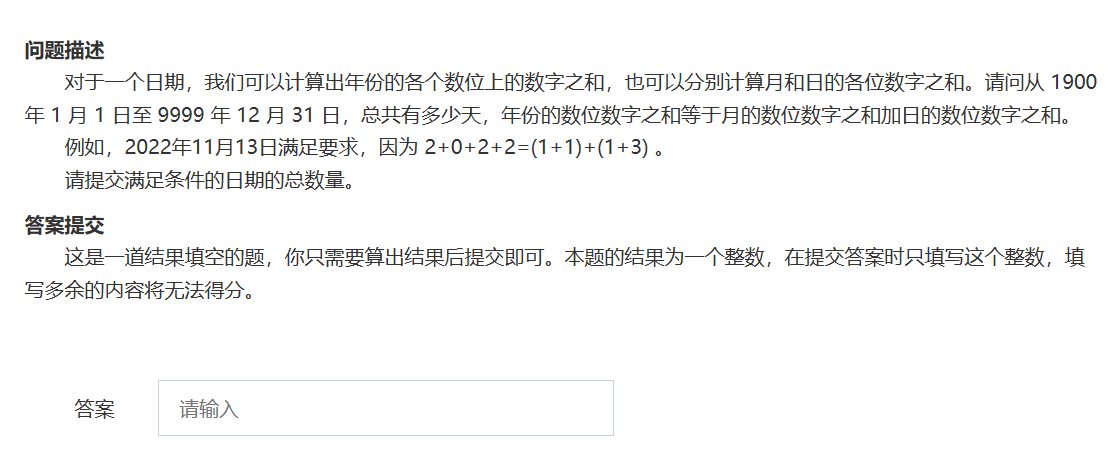 问题描述
对于一个日期，我们可以计算出年份的各个数位上的数字之和，也可以分别计算月和日的各位数字之和。请问从 1900
年 1 月 1 日至 9999 年 12 月 31 日，总共有多少天，年份的数位数字之和等于月的数位数字之和加日的数位数字之和。
例如，2022年11月13日满足要求，因为 2+0+2+2=(1+1)+(1+3) 。
请提交满足条件的日期的总数量。
答案提交
这是一道结果填空的题，你只需要算出结果后提交即可。本题的结果为一个整数，在提交答案时只填写这个整数，填
写多余的内容将无法得分。
答案 请输入